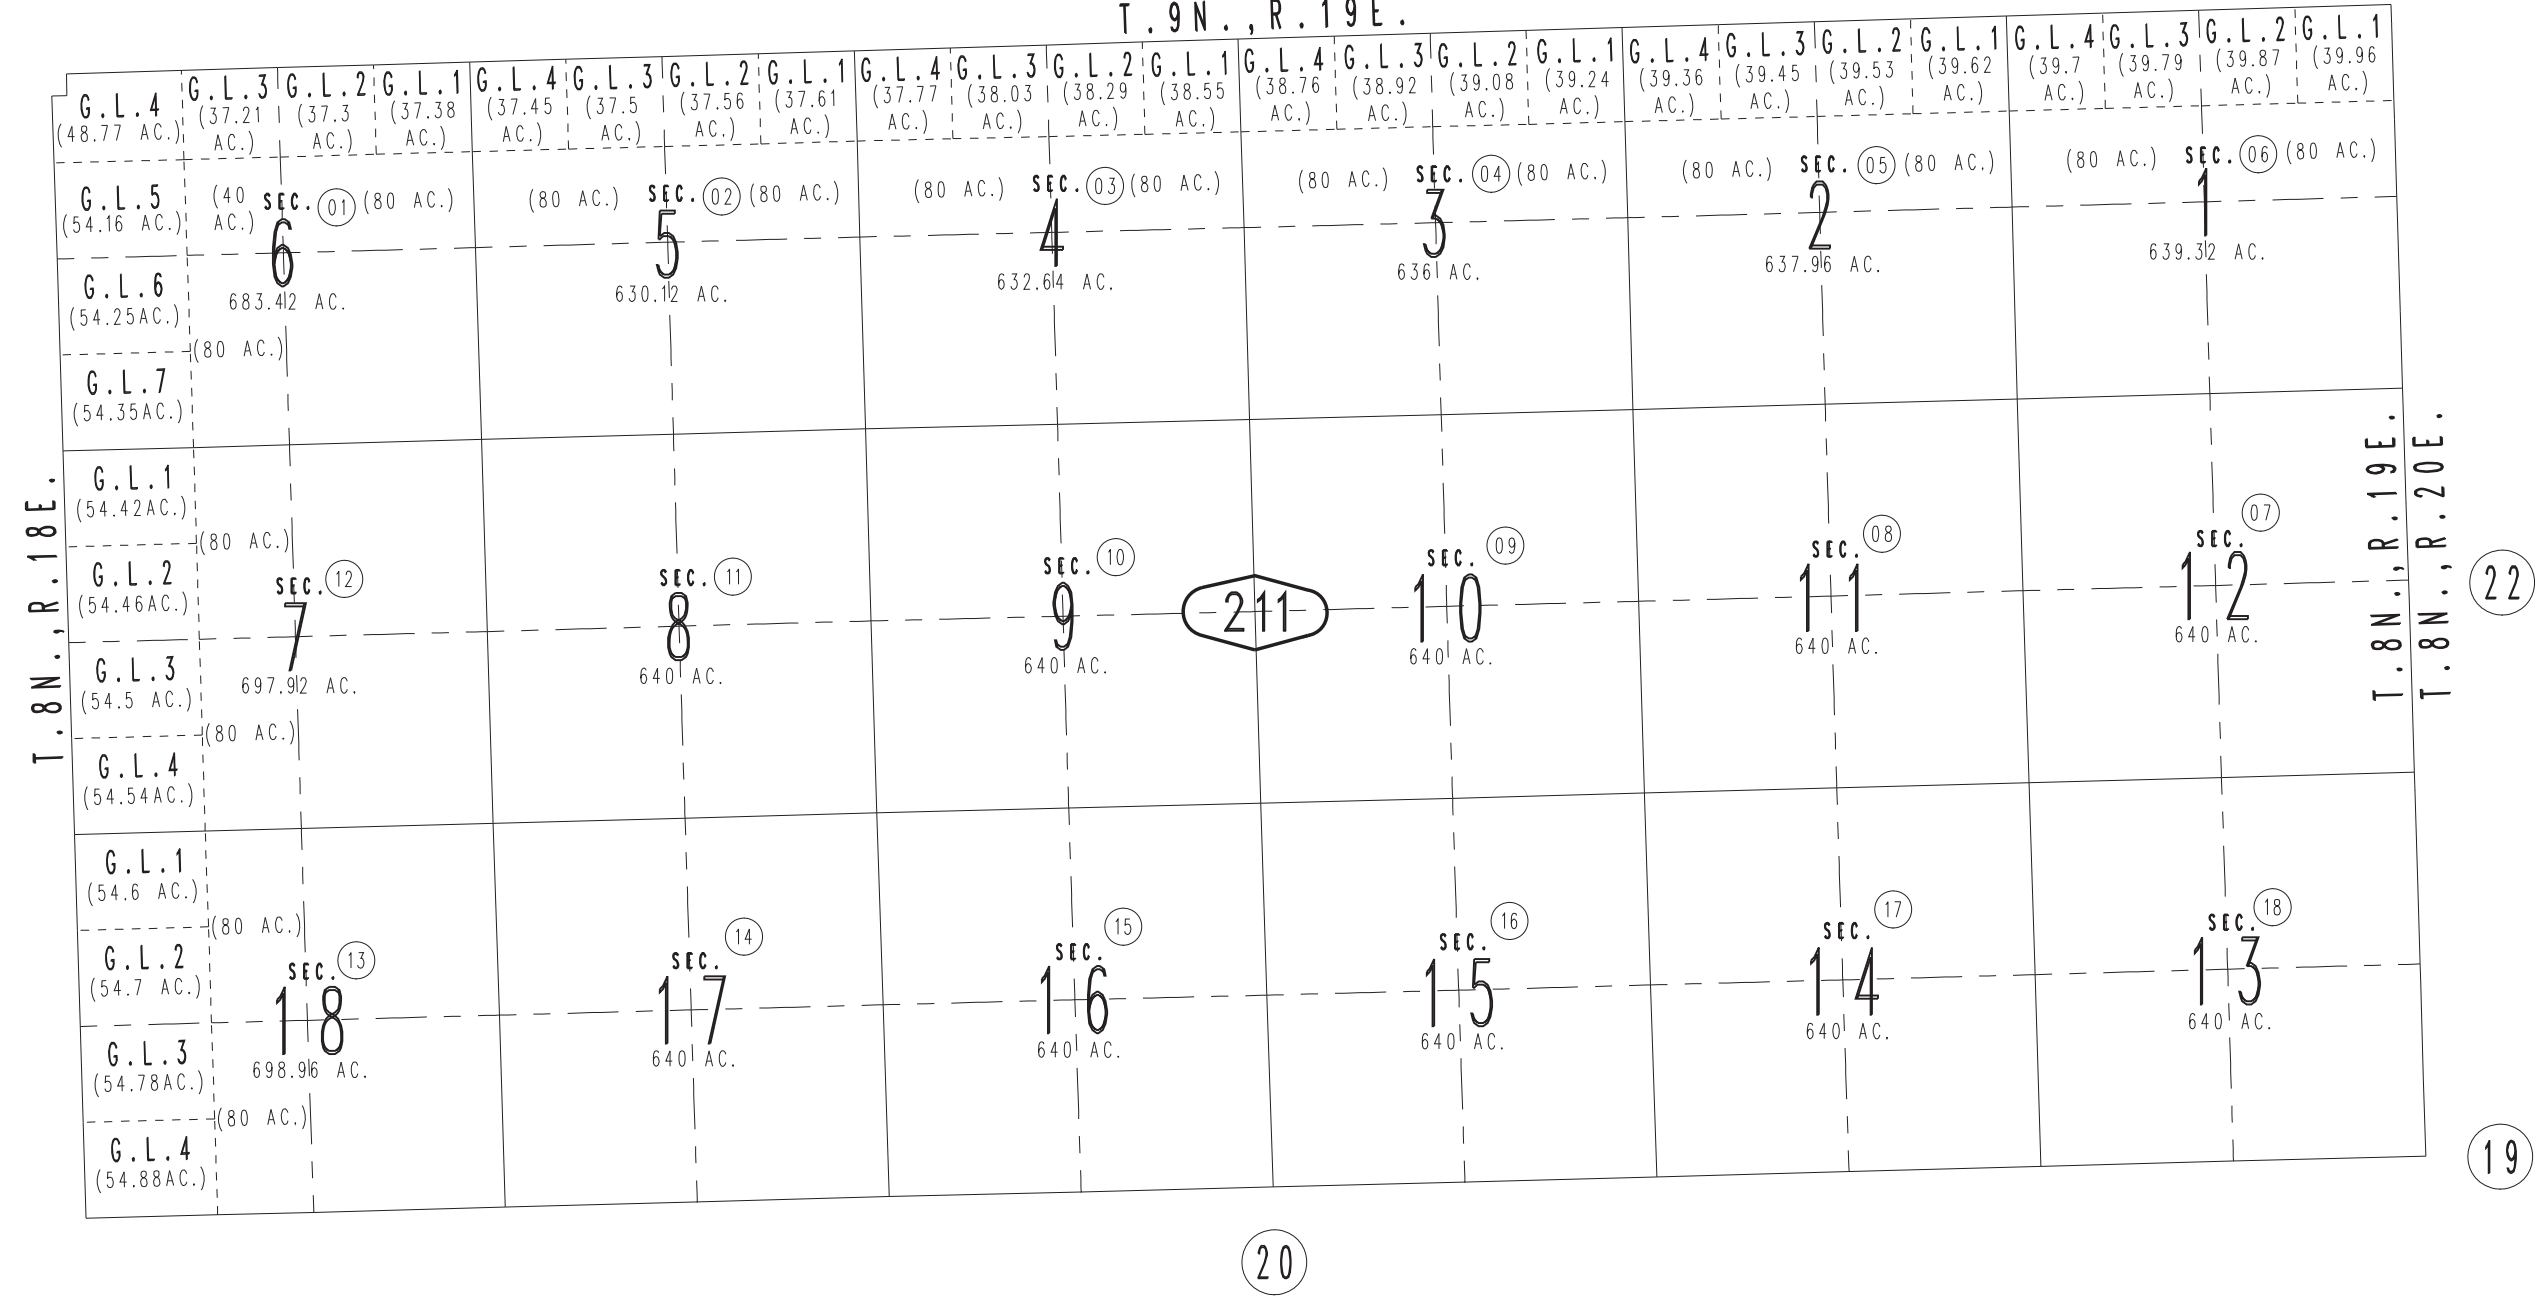 T.9N.,R.19E.
G.L.4
(48.77 AC.)
G.L.3
(37.21
AC.)
G.L.2
(37.3
AC.)
G.L.1
(37.38
AC.)
G.L.4
(37.45
AC.)
G.L.3
(37.5
AC.)
G.L.2
(37.56
AC.)
G.L.1
(37.61
AC.)
G.L.4
(37.77
AC.)
G.L.3
(38.03
AC.)
G.L.2
(38.29
AC.)
G.L.1
(38.55
AC.)
G.L.4
(38.76
AC.)
G.L.3
(38.92
AC.)
G.L.2
(39.08
AC.)
G.L.1
(39.24
AC.)
G.L.4
(39.36
AC.)
G.L.3
(39.45
AC.)
G.L.2
(39.53
AC.)
G.L.1
(39.62
AC.)
G.L.4
(39.7
AC.)
G.L.3
(39.79
AC.)
G.L.2
(39.87
AC.)
G.L.1
(39.96
AC.)
G.L.5
(54.16 AC.)
(40
AC.)
SEC. 01 (80 AC.)
6
683.42 AC.
(80 AC.) SEC. 02 (80 AC.)
5
630.12 AC.
(80 AC.) SEC. 03 (80 AC.)
4
632.64 AC.
(80 AC.) SEC. 04 (80 AC.)
3
636 AC.
(80 AC.) SEC. 05 (80 AC.)
2
637.96 AC.
(80 AC.) SEC. 06 (80 AC.)
1
639.32 AC.
G.L.6
(54.25AC.)
(80 AC.)
G.L.7
(54.35AC.)
T.8N.,R.18E.
G.L.1
(54.42AC.)
(80 AC.)
G.L.2
(54.46AC.)
SEC. 12
7
697.92 AC.
SEC. 11
8
640 AC.
SEC. 10
9
640 AC.
211
SEC. 09
10
640 AC.
SEC. 08
11
640 AC.
SEC. 07
12
640 AC.
T.8N.,R.19E.
T.8N.,R.20E.
22
G.L.3
(54.5 AC.)
(80 AC.)
G.L.4
(54.54AC.)
G.L.1
(54.6 AC.)
(80 AC.)
G.L.2
(54.7 AC.)
SEC. 13
18
698.96 AC.
SEC. 14
17
640 AC.
SEC. 15
16
640 AC.
SEC. 16
15
640 AC.
SEC. 17
14
640 AC.
SEC. 18
13
640 AC.
G.L.3
(54.78AC.)
(80 AC.)
G.L.4
(54.88AC.)
19
20